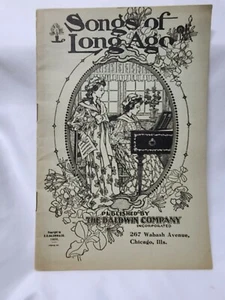 Songs of
Long Ago
PUBLISHED BY
THE BALDWIN COMPANY
INCORPORATED
267 Wabash Avenue,
Chicago, Ills.